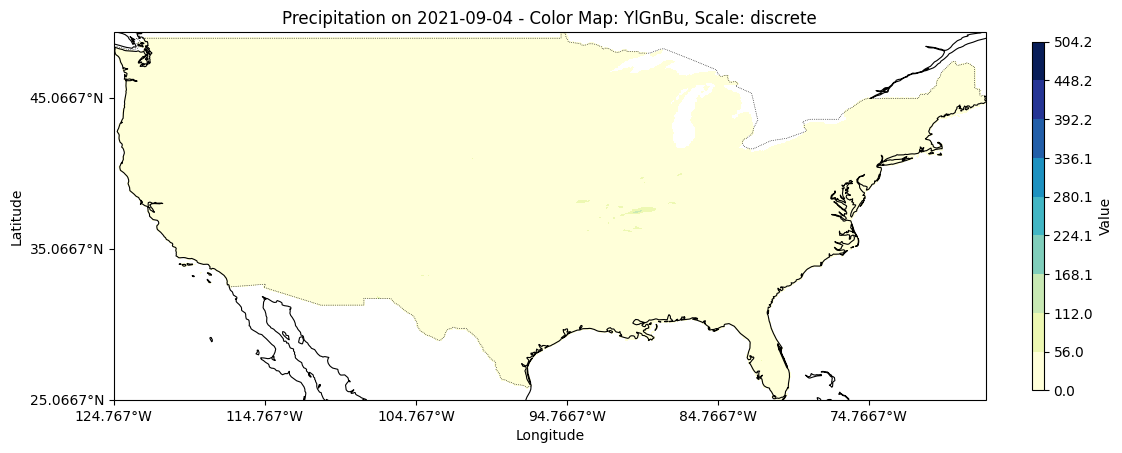 Precipitation on 2021-09-04 - Color Map: YlGnBu, Scale: discrete
504.2
448.2
392.2
336.1
280.1
224.1
168.1
112.0
56.0
0.0
Value
45.0667°N
35.0667°N
25.0667°N
Latitude
124.767°W
114.767°W
104.767°W
94.7667°W
84.7667°W
74.7667°W
Longitude